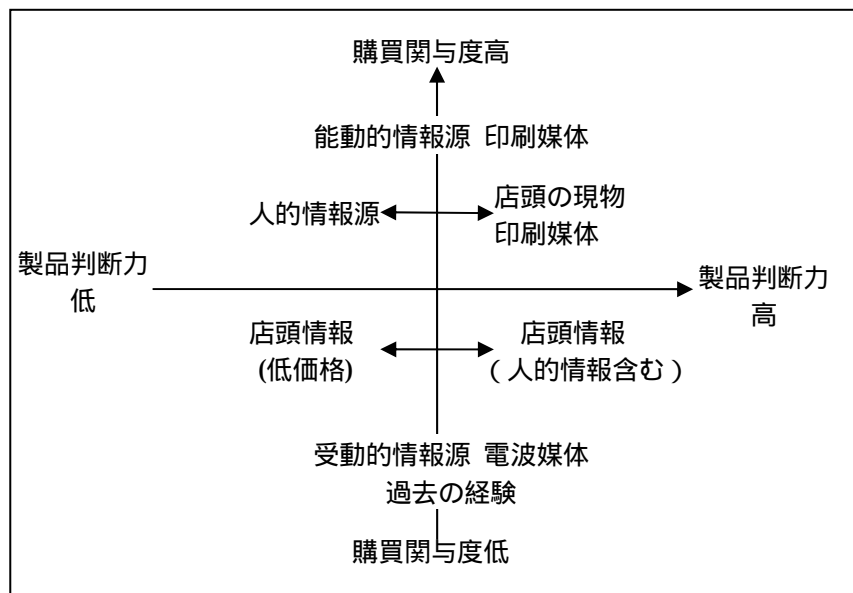 購買関与度高
能動的情報源 印刷媒体
人的情報源
店頭の現物
印刷媒体
製品判断力
低
製品判断力
高
店頭情報
(低価格)
店頭情報
（人的情報含む）
受動的情報源 電波媒体
過去の経験
購買関与度低